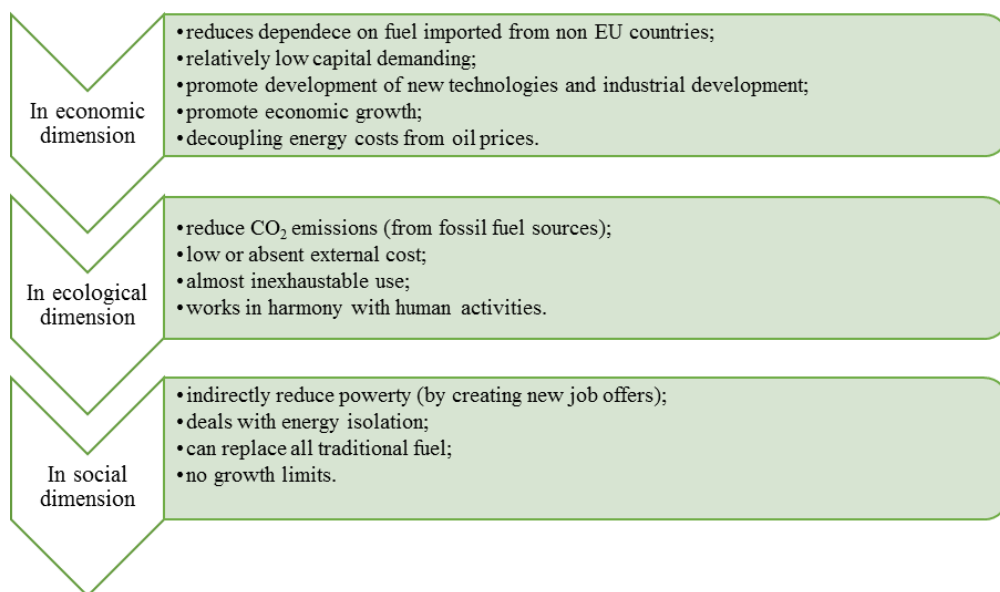 In economic
dimension
•reduces dependece on fuel imported from non EU countries;
•relatively low capital demanding;
•promote development of new technologies and industrial development;
•promote economic growth;
•decoupling energy costs from oil prices.
In ecological
dimension
•reduce CO₂ emissions (from fossil fuel sources);
•low or absent external cost;
•almost inexhaustable use;
•works in harmony with human activities.
In social
dimension
•indirectly reduce powerty (by creating new job offers);
•deals with energy isolation;
•can replace all traditional fuel;
•no growth limits.